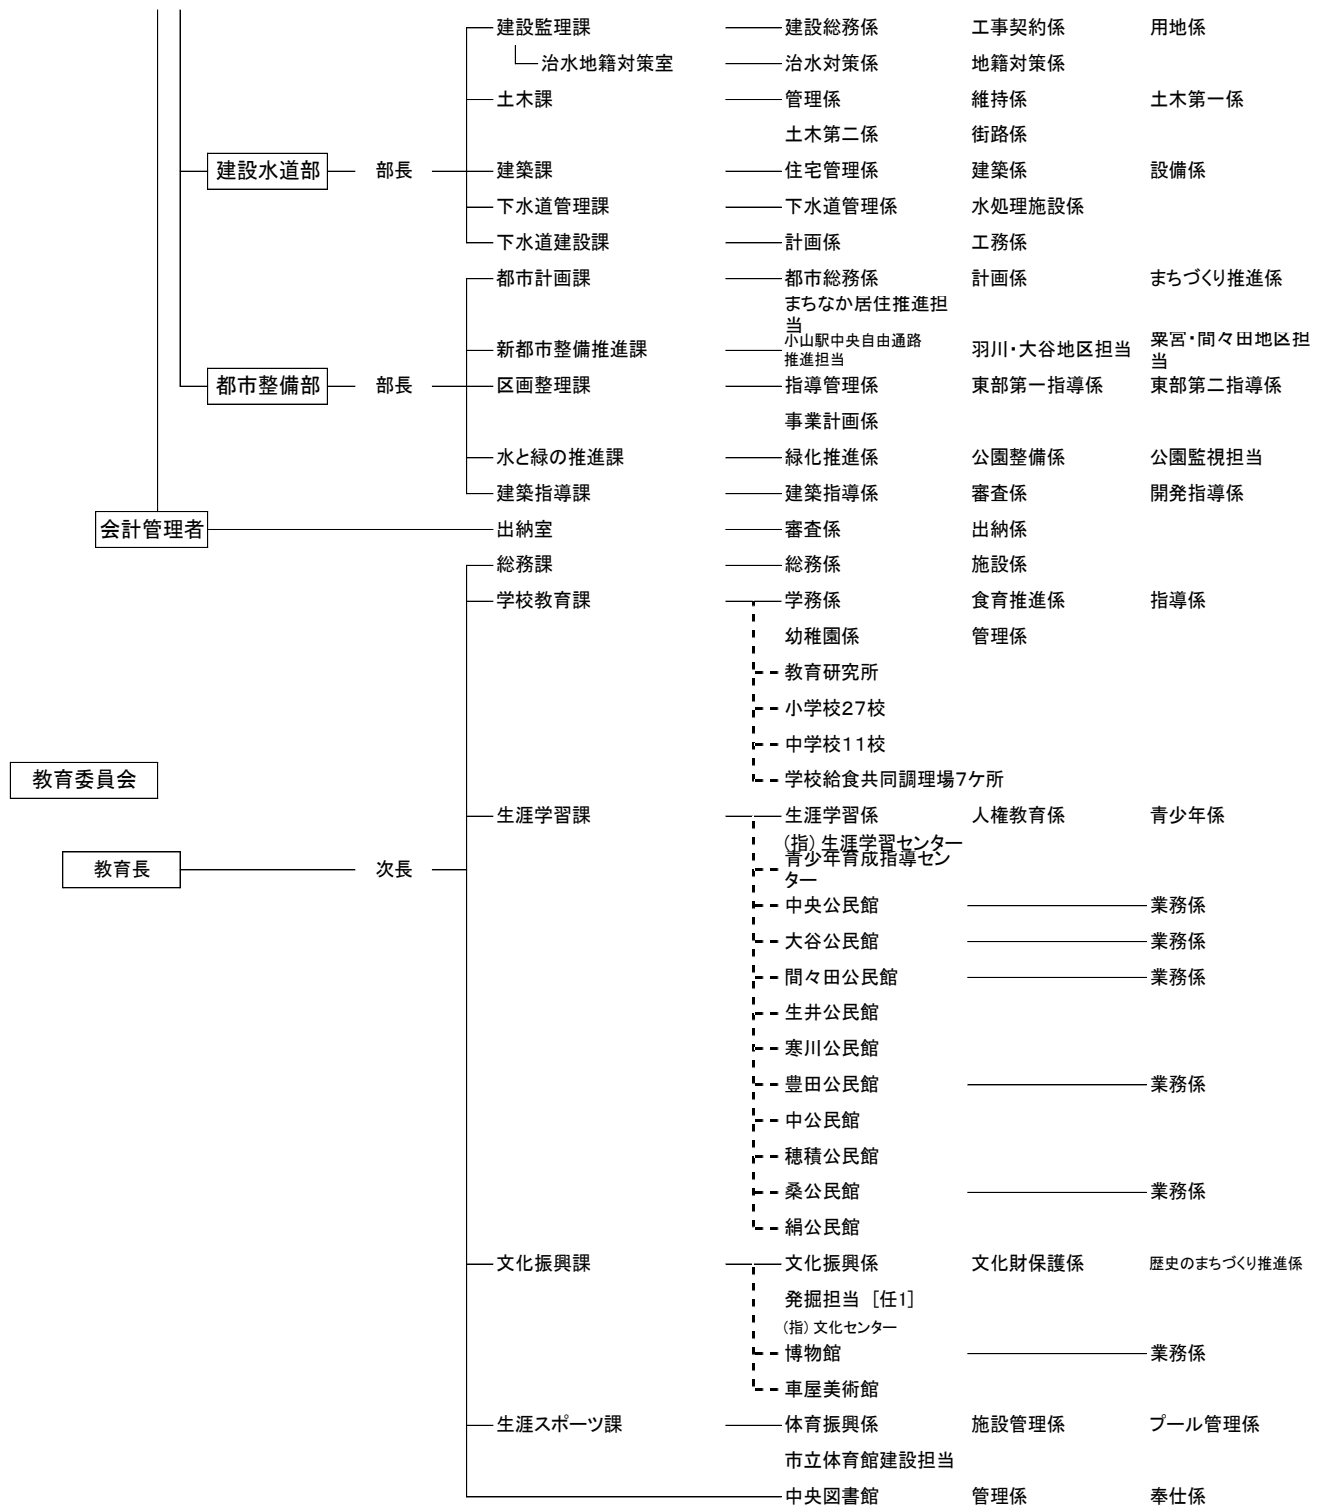 建設監理課 建設総務係 工事契約係 用地係
治水地籍対策室 治水対策係 地籍対策係
土木課 管理係 維持係 土木第一係
土木第二係 街路係
建設水道部 部長 建築課 住宅管理係 建築係 設備係
下水道管理課 下水道管理係 水処理施設係
下水道建設課 計画係 工務係
都市計画課 都市総務係 計画係 まちづくり推進係
まちなか居住推進担
当
新都市整備推進課 小山駅中央自由通路
推進担当 羽川・大谷地区担当 粟宮・間々田地区担
当
都市整備部 部長 区画整理課 指導管理係 東部第一指導係 東部第二指導係
事業計画係
水と緑の推進課 緑化推進係 公園整備係 公園監視担当
建築指導課 建築指導係 審査係 開発指導係
会計管理者 出納室 審査係 出納係
総務課 総務係 施設係
学校教育課 学務係 食育推進係 指導係
幼稚園係 管理係
教育研究所
小学校27校
中学校11校
教育委員会 学校給食共同調理場7ケ所
生涯学習課 生涯学習係 人権教育係 青少年係
(指) 生涯学習センター
教育長 次長 青少年育成指導セン
ター
中央公民館 業務係
大谷公民館 業務係
間々田公民館 業務係
生井公民館
寒川公民館
豊田公民館 業務係
中公民館
穂積公民館
桑公民館 業務係
絹公民館
文化振興課 文化振興係 文化財保護係 歴史のまちづくり推進係
発掘担当 [任1]
(指) 文化センター
博物館 業務係
車屋美術館
生涯スポーツ課 体育振興係 施設管理係 プール管理係
市立体育館建設担当
中央図書館 管理係 奉仕係